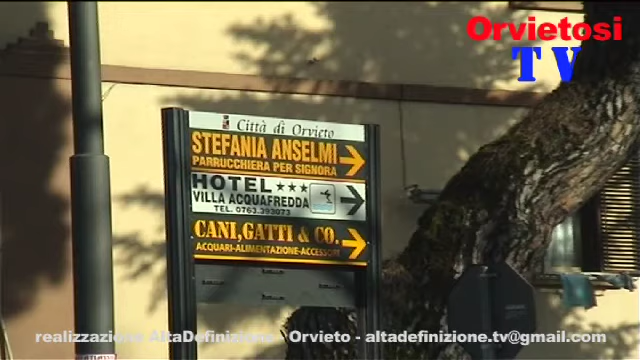 Orvietosi
TV
Città di Orvieto
STEFANIA ANSELMI
PARRUCCHIERA PER SIGNORA
HOTEL ★★★
VILLA ACQUAFREDDA
TEL. 0763.393073
CANI,GATTI & CO.
ACQUARI-ALIMENTAZIONE-ACCESSORI
realizzazione AltaDefinizione - Orvieto - altadefinizione.tv@gmail.com